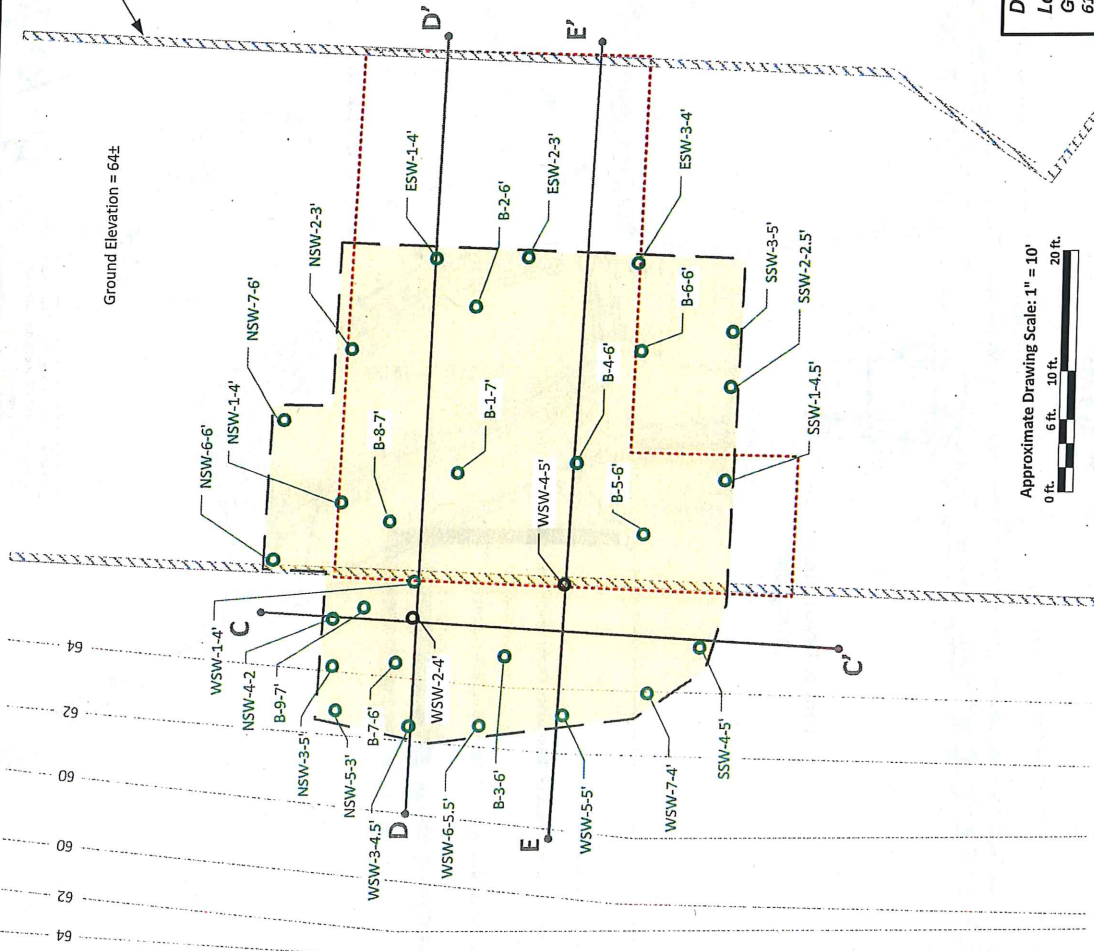 D'
E'
D
Lo
G
Ground Elevation = 64±
ESW-1-4'
B-2-6'
ESW-2-3'
ESW-3-4'
NSW-2-3'
NSW-7-6'
B-6-6'
SSW-3-5'
SSW-2-2.5'
NSW-6-6'
NSW-1-4'
B-8-7'
B-1-7'
B-4-6'
WSW-4-5'
B-5-6'
SSW-1-4.5'
Approximate Drawing Scale: 1" = 10'
0 ft. 6 ft. 10 ft. 20 ft.
C
64
WSW-1-4'
NSW-4-2
B-9-7'
62
NSW-3-5'
NSW-5-3'
B-7-6'
WSW-2-4'
C'
60
WSW-3-4.5'
D
WSW-6-5.5'
B-3-6'
SSW-4-5'
WSW-7-4'
WSW-5-5'
E
60
62
64